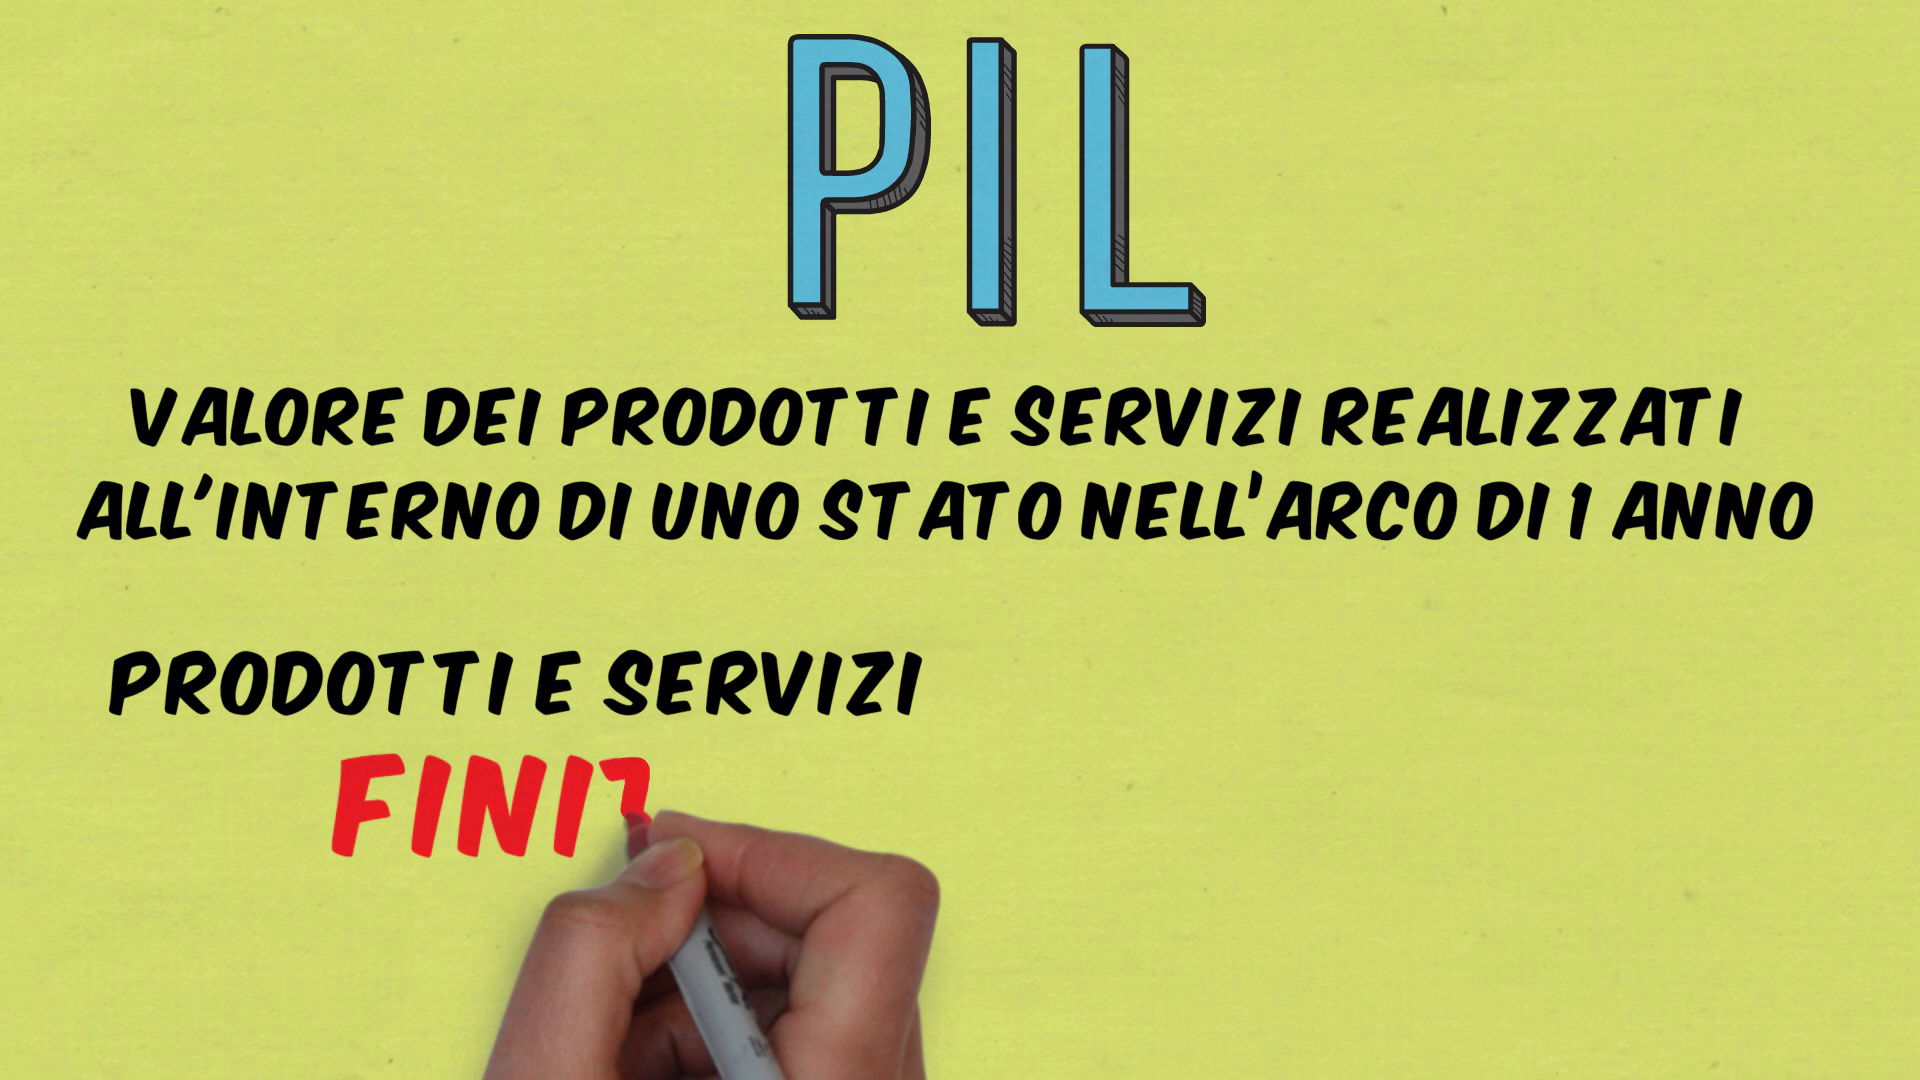 PIL
VALORE DEI PRODOTTI E SERVIZI REALIZZATI
ALL'INTERNO DI UNO STATO NELL'ARCO DI 1 ANNO
PRODOTTI E SERVIZI
FINI